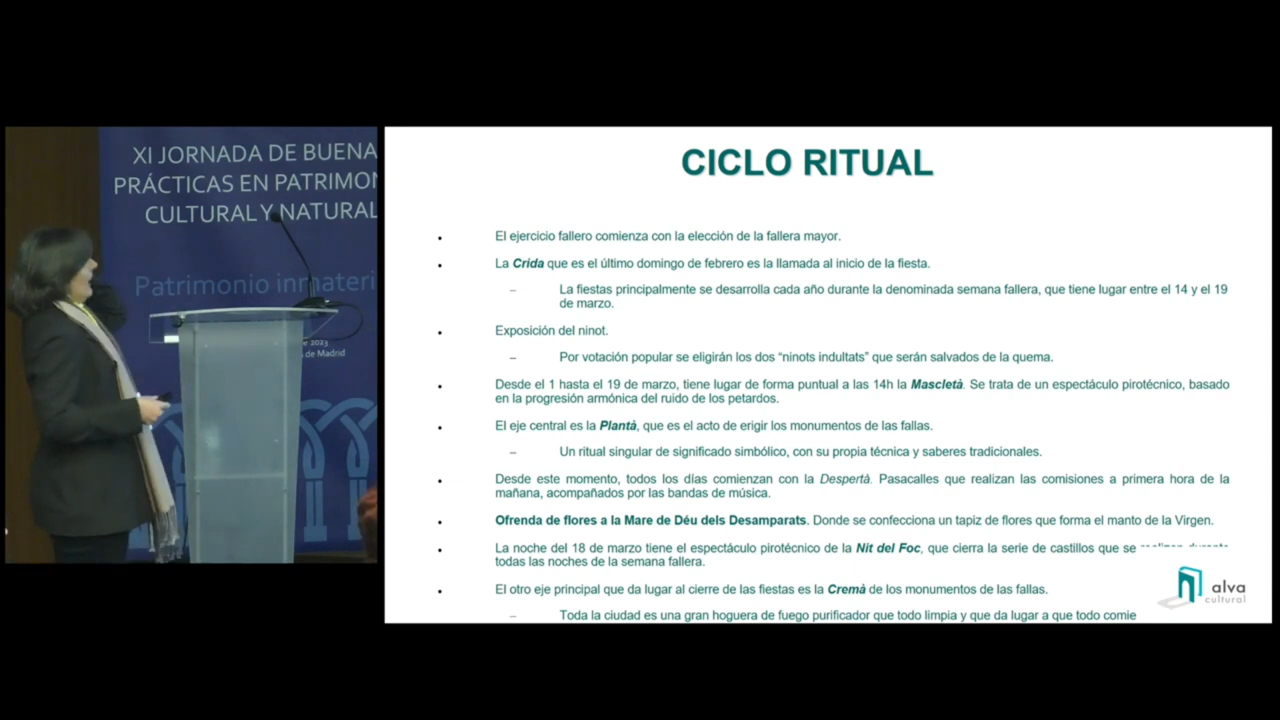 XI JORNADA DE BUENA
PRÁCTICAS EN PATRIMON
CULTURAL Y NATURAL
Patrimonio inmateri
e 2023
de Madrid
CICLO RITUAL
• El ejercicio fallero comienza con la elección de la fallera mayor.
• La Crida que es el último domingo de febrero es la llamada al inicio de la fiesta.
– La fiestas principalmente se desarrolla cada año durante la denominada semana fallera, que tiene lugar entre el 14 y el 19
de marzo.
• Exposición del ninot.
– Por votación popular se eligirán los dos “ninots indultats” que serán salvados de la quema.
• Desde el 1 hasta el 19 de marzo, tiene lugar de forma puntual a las 14h la Mascletà. Se trata de un espectáculo pirotécnico, basado
en la progresión armónica del ruido de los petardos.
• El eje central es la Plantà, que es el acto de erigir los monumentos de las fallas.
– Un ritual singular de significado simbólico, con su propia técnica y saberes tradicionales.
• Desde este momento, todos los días comienzan con la Despertà. Pasacalles que realizan las comisiones a primera hora de la
mañana, acompañados por las bandas de música.
• Ofrenda de flores a la Mare de Déu dels Desamparats. Donde se confecciona un tapiz de flores que forma el manto de la Virgen.
• La noche del 18 de marzo tiene el espectáculo pirotécnico de la Nit del Foc, que cierra la serie de castillos que se
todas las noches de la semana fallera.
• El otro eje principal que da lugar al cierre de las fiestas es la Cremà de los monumentos de las fallas.
– Toda la ciudad es una gran hoguera de fuego purificador que todo limpia y que da lugar a que todo comie
alva
cultural